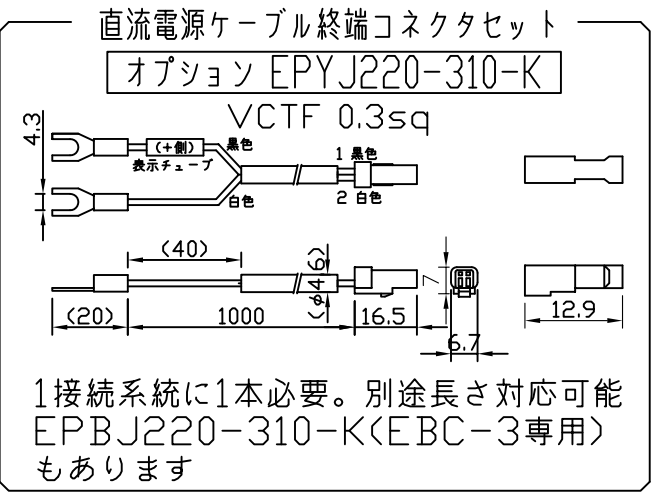 直流電源ケーブル終端コネクタセット
オプション EPYJ220-310-K
VCTF 0.3sq
4.3
(+側)
黒色
表示チューブ
白色
1 黒色
2 白色
(40)
(φ4.6)
7
(20)
1000
16.5
6.7
12.9
1接続系統に1本必要。別途長さ対応可能
EPBJ220-310-K(EBC-3専用)
もあります